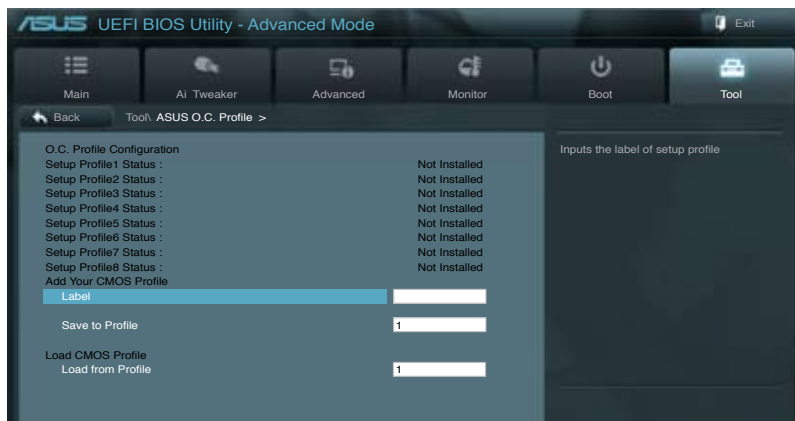 ASUS UEFI BIOS Utility - Advanced Mode
Exit
Main
Ai Tweaker
Advanced
Monitor
Boot
Tool
Back
Tool\ ASUS O.C. Profile >
O.C. Profile Configuration
Setup Profile1 Status : Not Installed
Setup Profile2 Status : Not Installed
Setup Profile3 Status : Not Installed
Setup Profile4 Status : Not Installed
Setup Profile5 Status : Not Installed
Setup Profile6 Status : Not Installed
Setup Profile7 Status : Not Installed
Setup Profile8 Status : Not Installed
Add Your CMOS Profile
Label
Save to Profile 1
Load CMOS Profile
Load from Profile 1
Inputs the label of setup profile